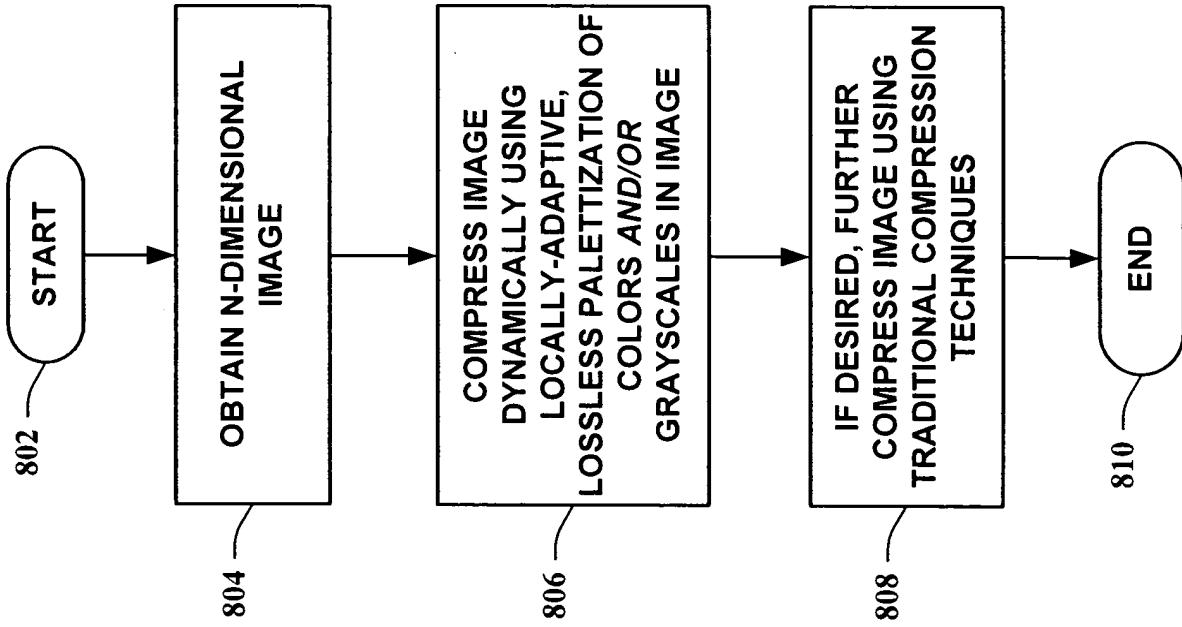 START
802
OBTAIN N-DIMENSIONAL
IMAGE
804
COMPRESS IMAGE
DYNAMICALLY USING
LOCALLY-ADAPTIVE,
LOSSLESS PALETTIZATION OF
COLORS AND/OR
GRAYSCALES IN IMAGE
806
IF DESIRED, FURTHER
COMPRESS IMAGE USING
TRADITIONAL COMPRESSION
TECHNIQUES
808
END
810